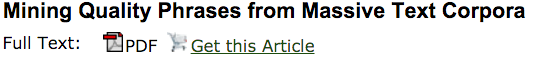 Mining Quality Phrases from Massive Text Corpora
Full Text: PDF Get this Article